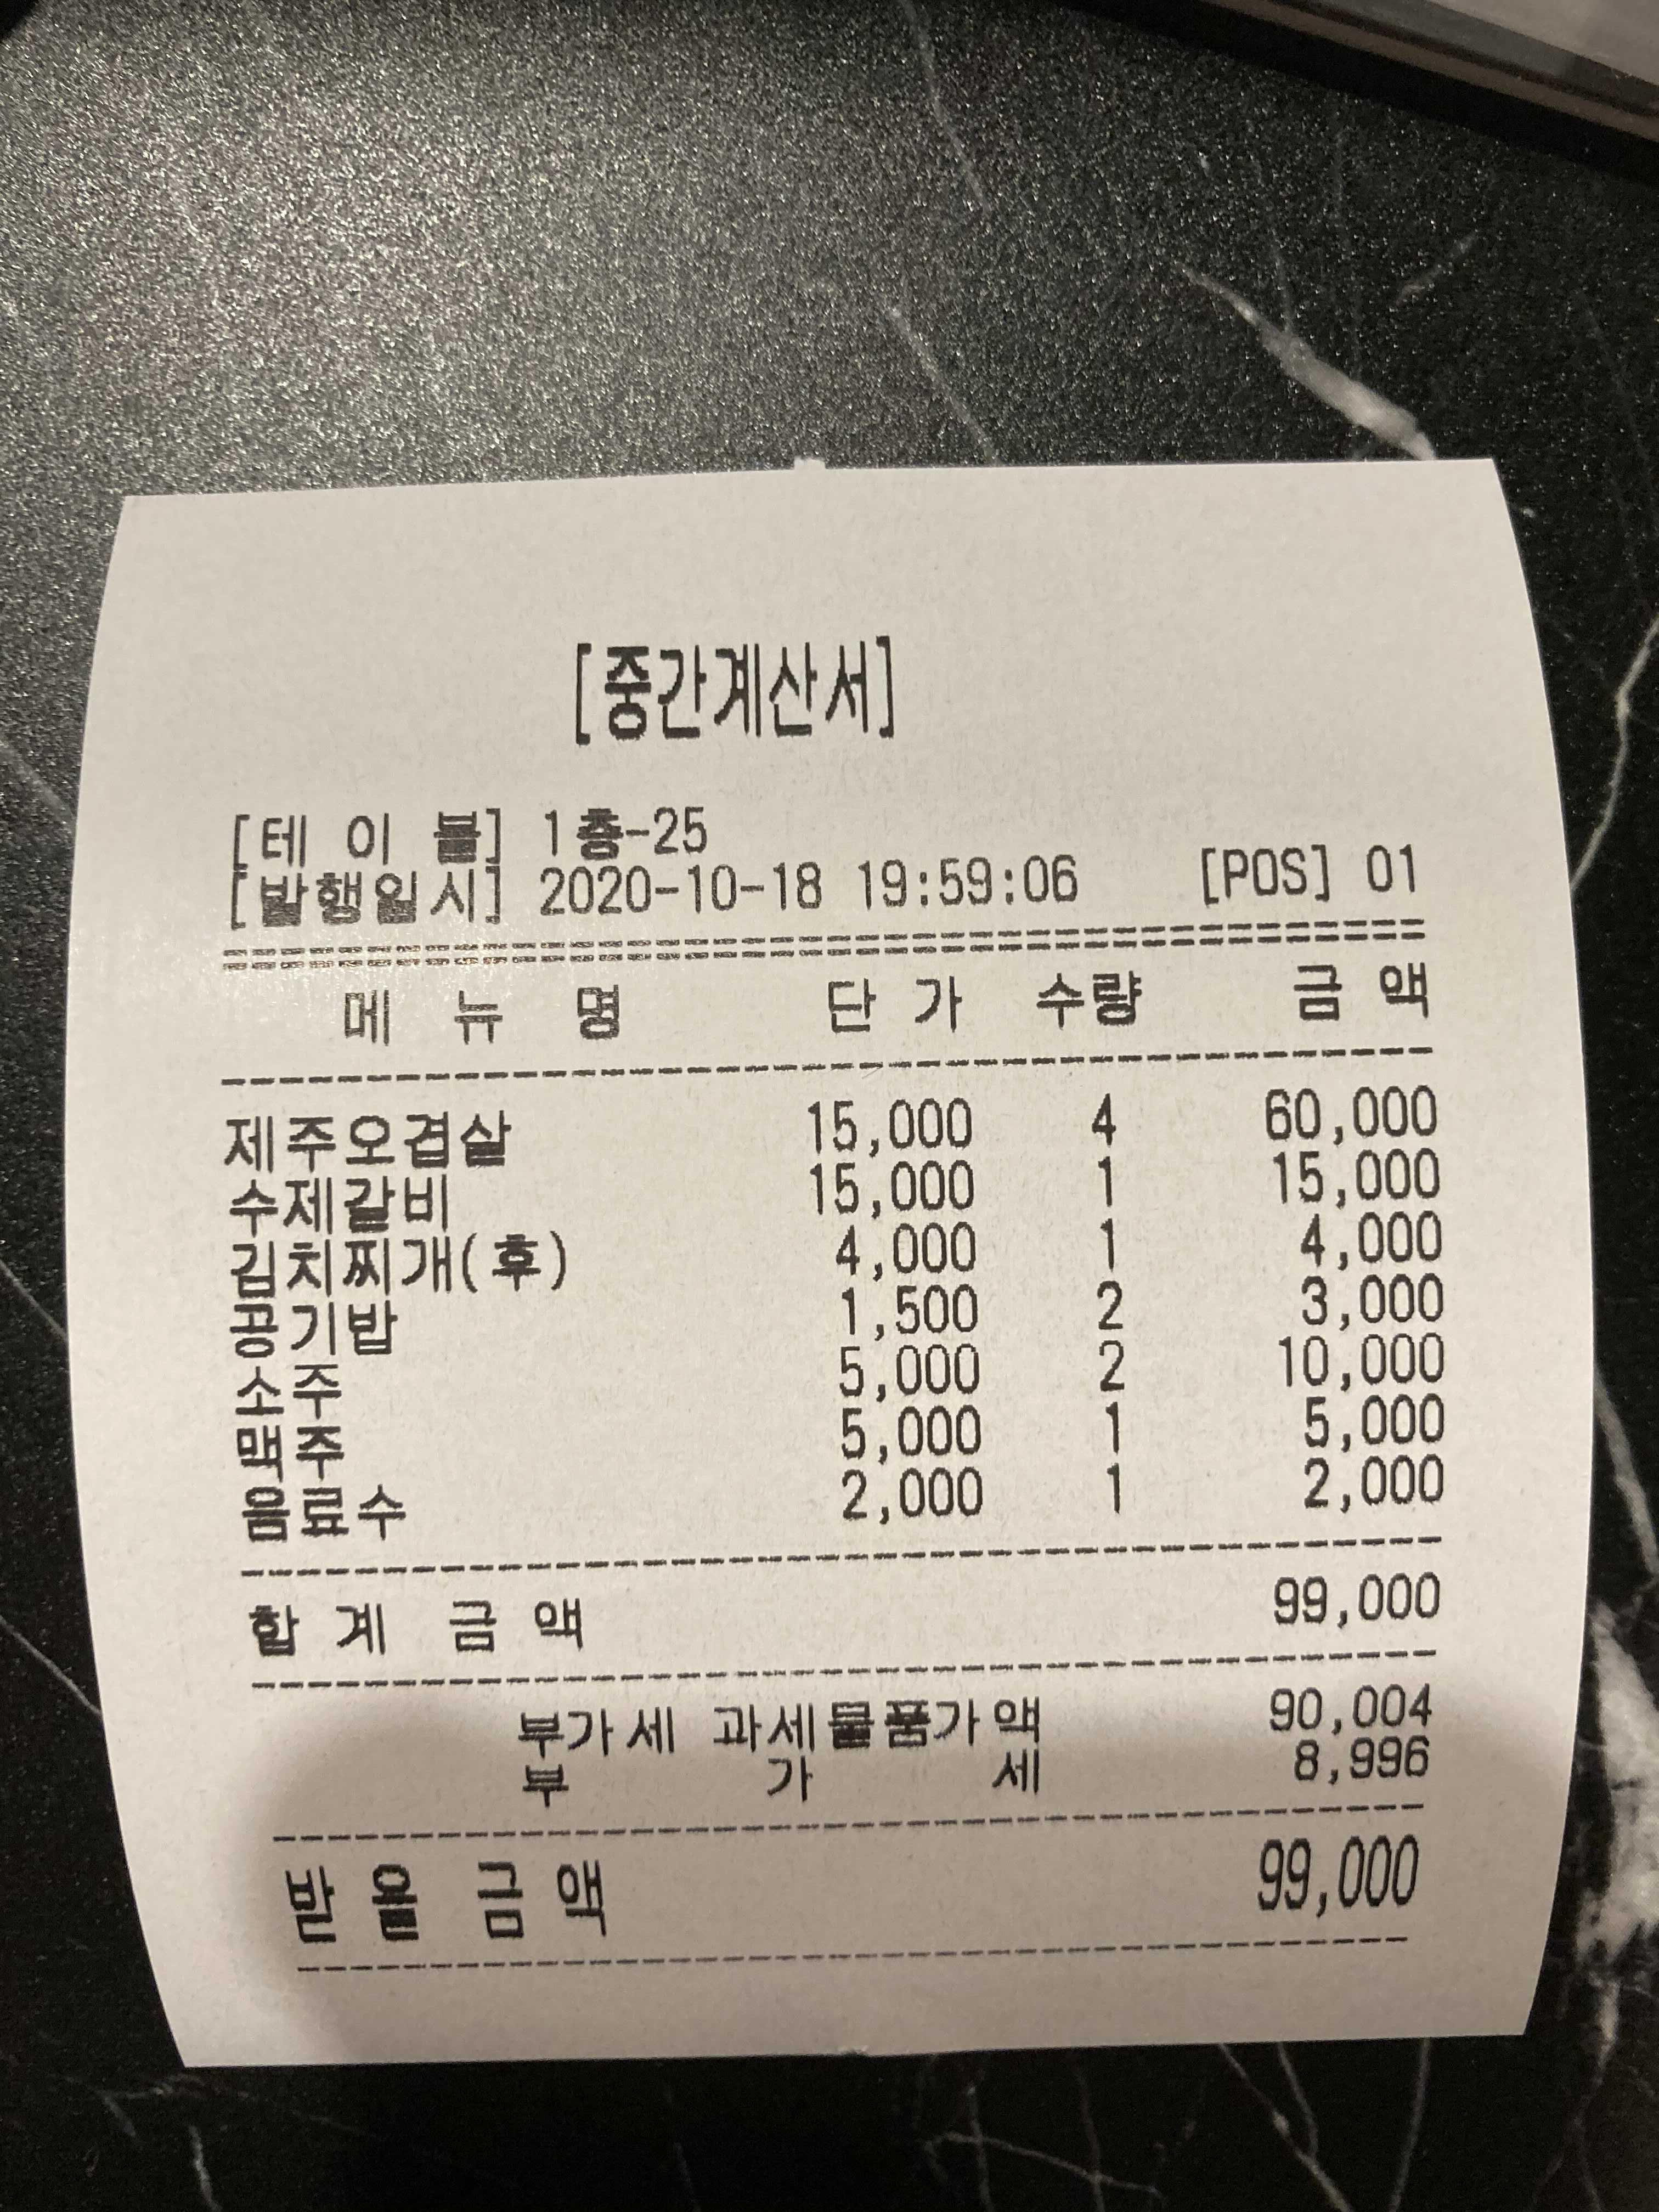 [중간계산서]
[테 이 블] 1층-25
[발행일시] 2020-10-18 19:59:06 [POS] 01
메 뉴 명 단 가 수량 금 액
제주오겹살 15,000 4 60,000
수제갈비 15,000 1 15,000
김치찌개(후) 4,000 1 4,000
공기밥 1,500 2 3,000
소주 5,000 2 10,000
맥주 5,000 1 5,000
음료수 2,000 1 2,000
합 계 금 액 99,000
부가세 과세물품가액 90,004
부 가 세 8,996
받 을 금 액 99,000